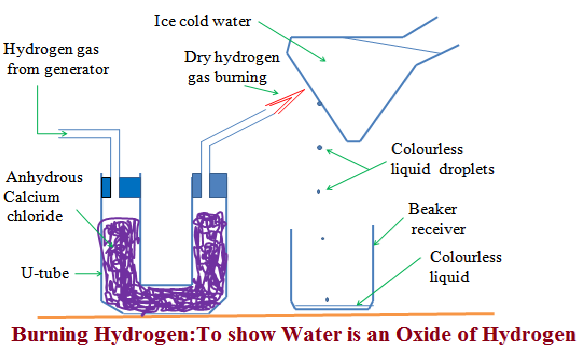 Ice cold water
Hydrogen gas
from generator
Dry hydrogen
gas burning
Colourless
liquid droplets
Anhydrous
Calcium
chloride
Beaker
receiver
Colourless
liquid
U-tube
Burning Hydrogen:To show Water is an Oxide of Hydrogen